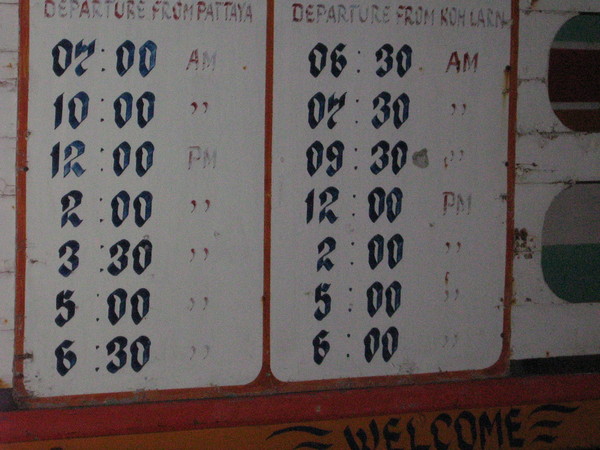 DEPARTURE FROM PATTAYA
07:00 AM
10:00 ,,
12:00 PM
2:00 ,,
3:30 ,,
5:00 ,,
6:30 ,,
DEPARTURE FROM KOH LARN
06:30 AM
07:30 ,,
09:30 ,,
12:00 PM
2:00 ,,
5:00 ,,
6:00 ,,
WELCOME